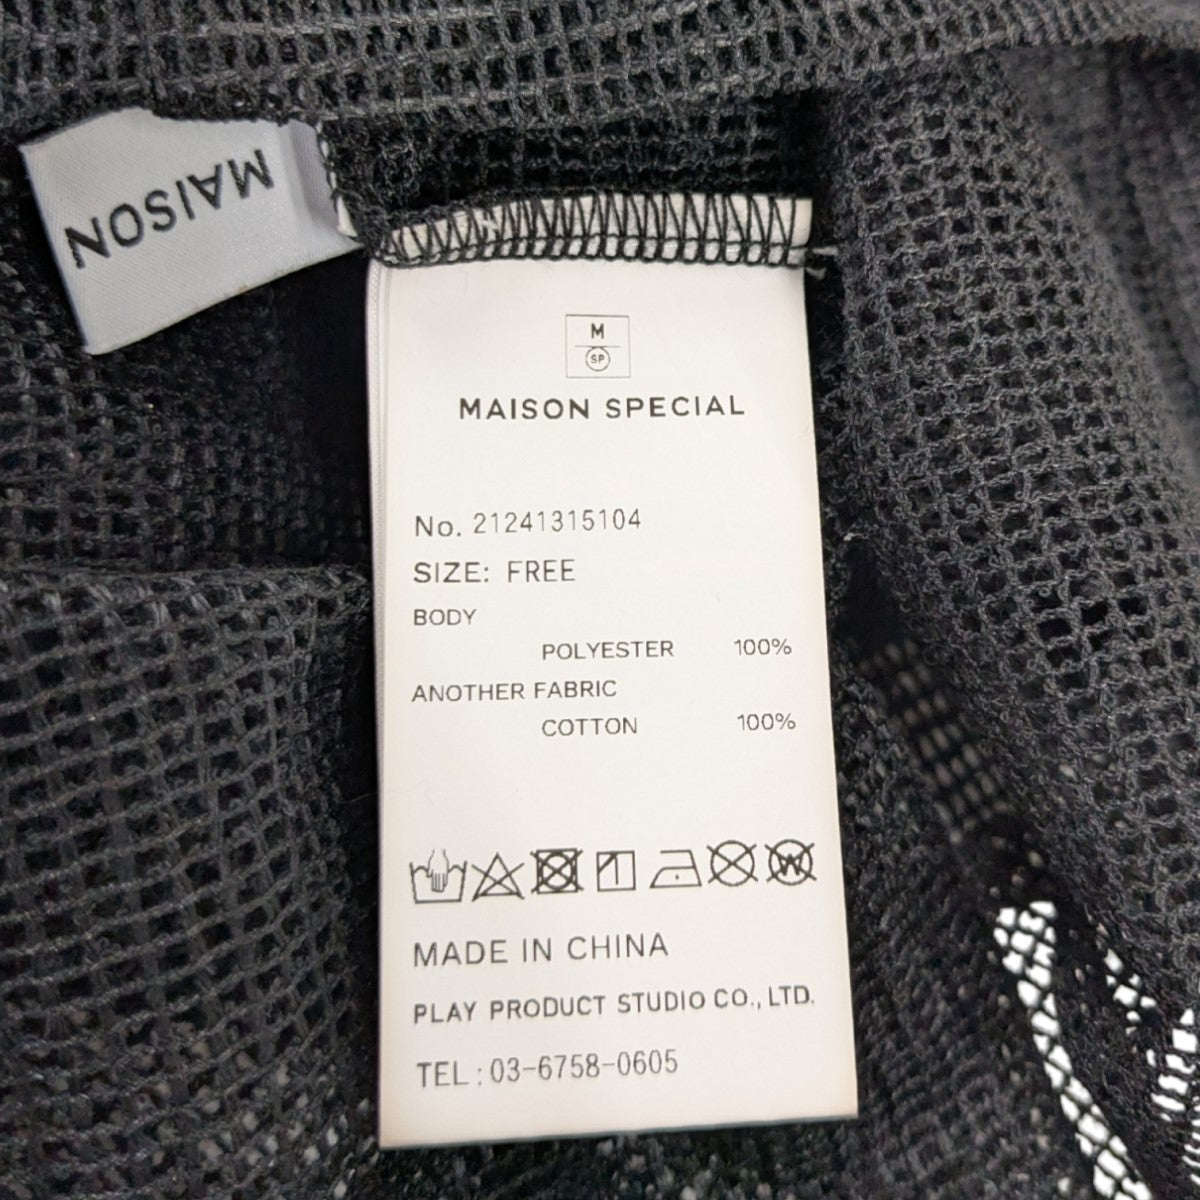 MAISON
M
SP
MAISON SPECIAL
No. 21241315104
SIZE: FREE
BODY
POLYESTER 100%
ANOTHER FABRIC
COTTON 100%
W
MADE IN CHINA
PLAY PRODUCT STUDIO CO., LTD.
TEL : 03-6758-0605